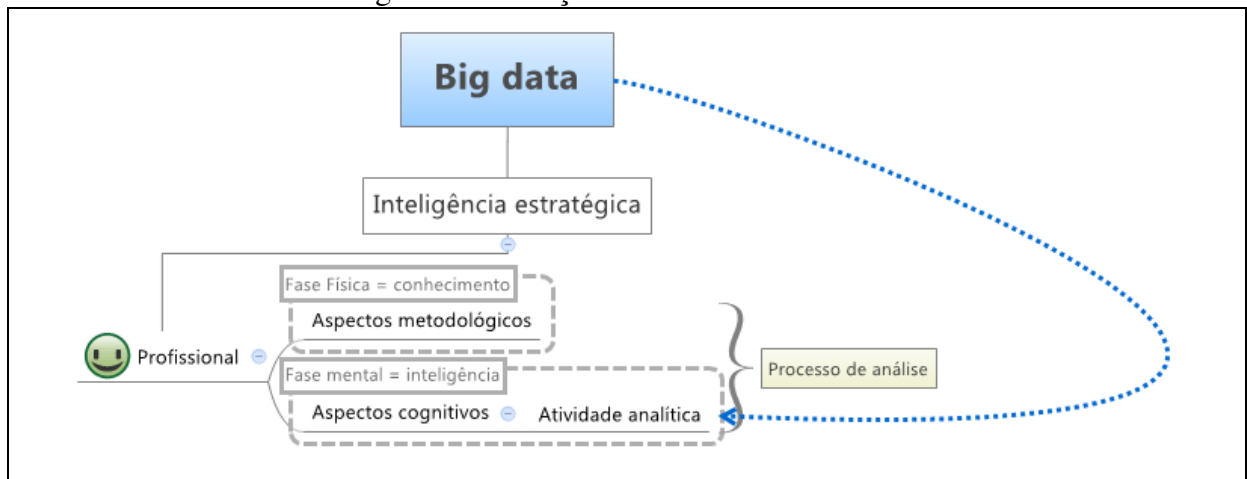 Big data
Inteligência estratégica
Fase Física = conhecimento
Aspectos metodológicos
Profissional
Fase mental = inteligência
Aspectos cognitivos
Atividade analítica
Processo de análise